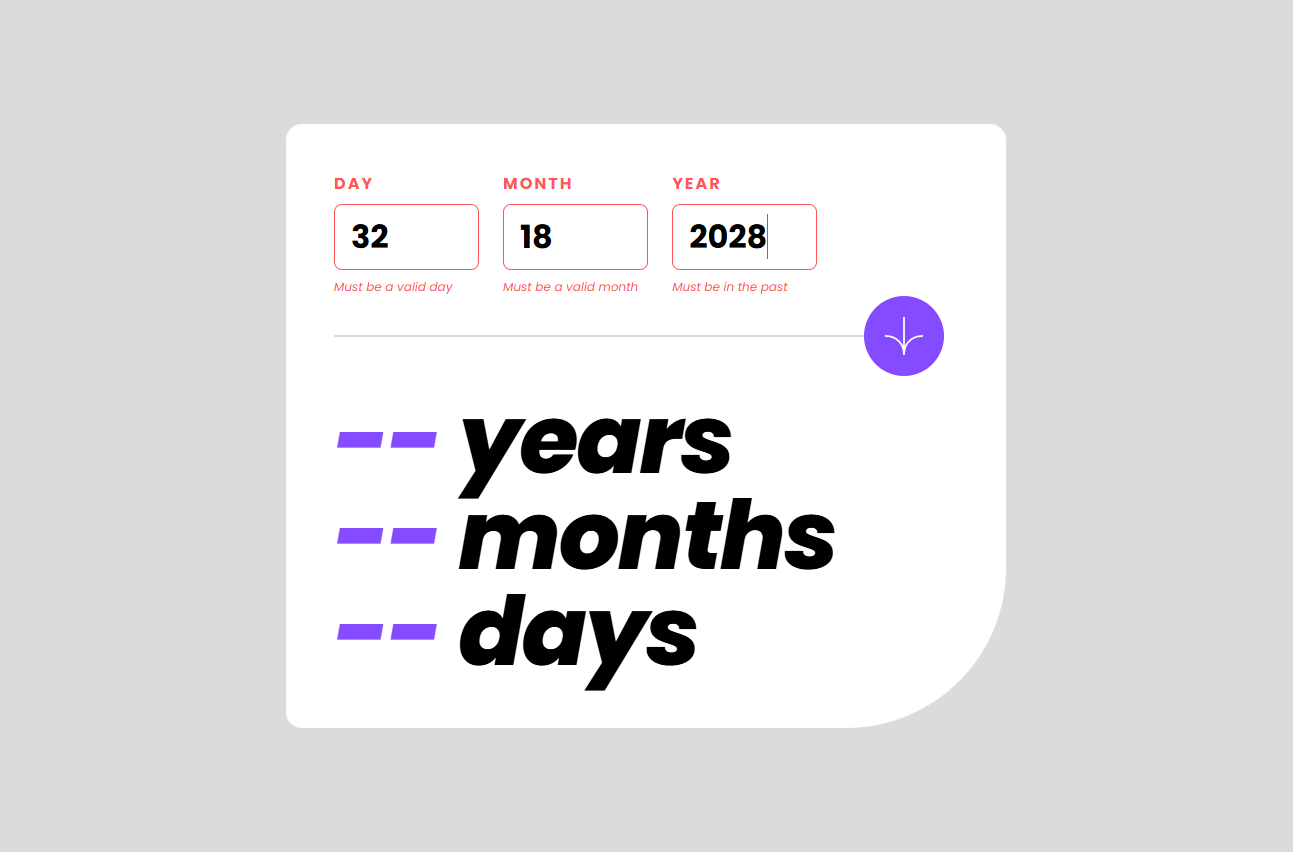 DAY MONTH YEAR
32 18 2028
Must be a valid day Must be a valid month Must be in the past
-- years
-- months
-- days